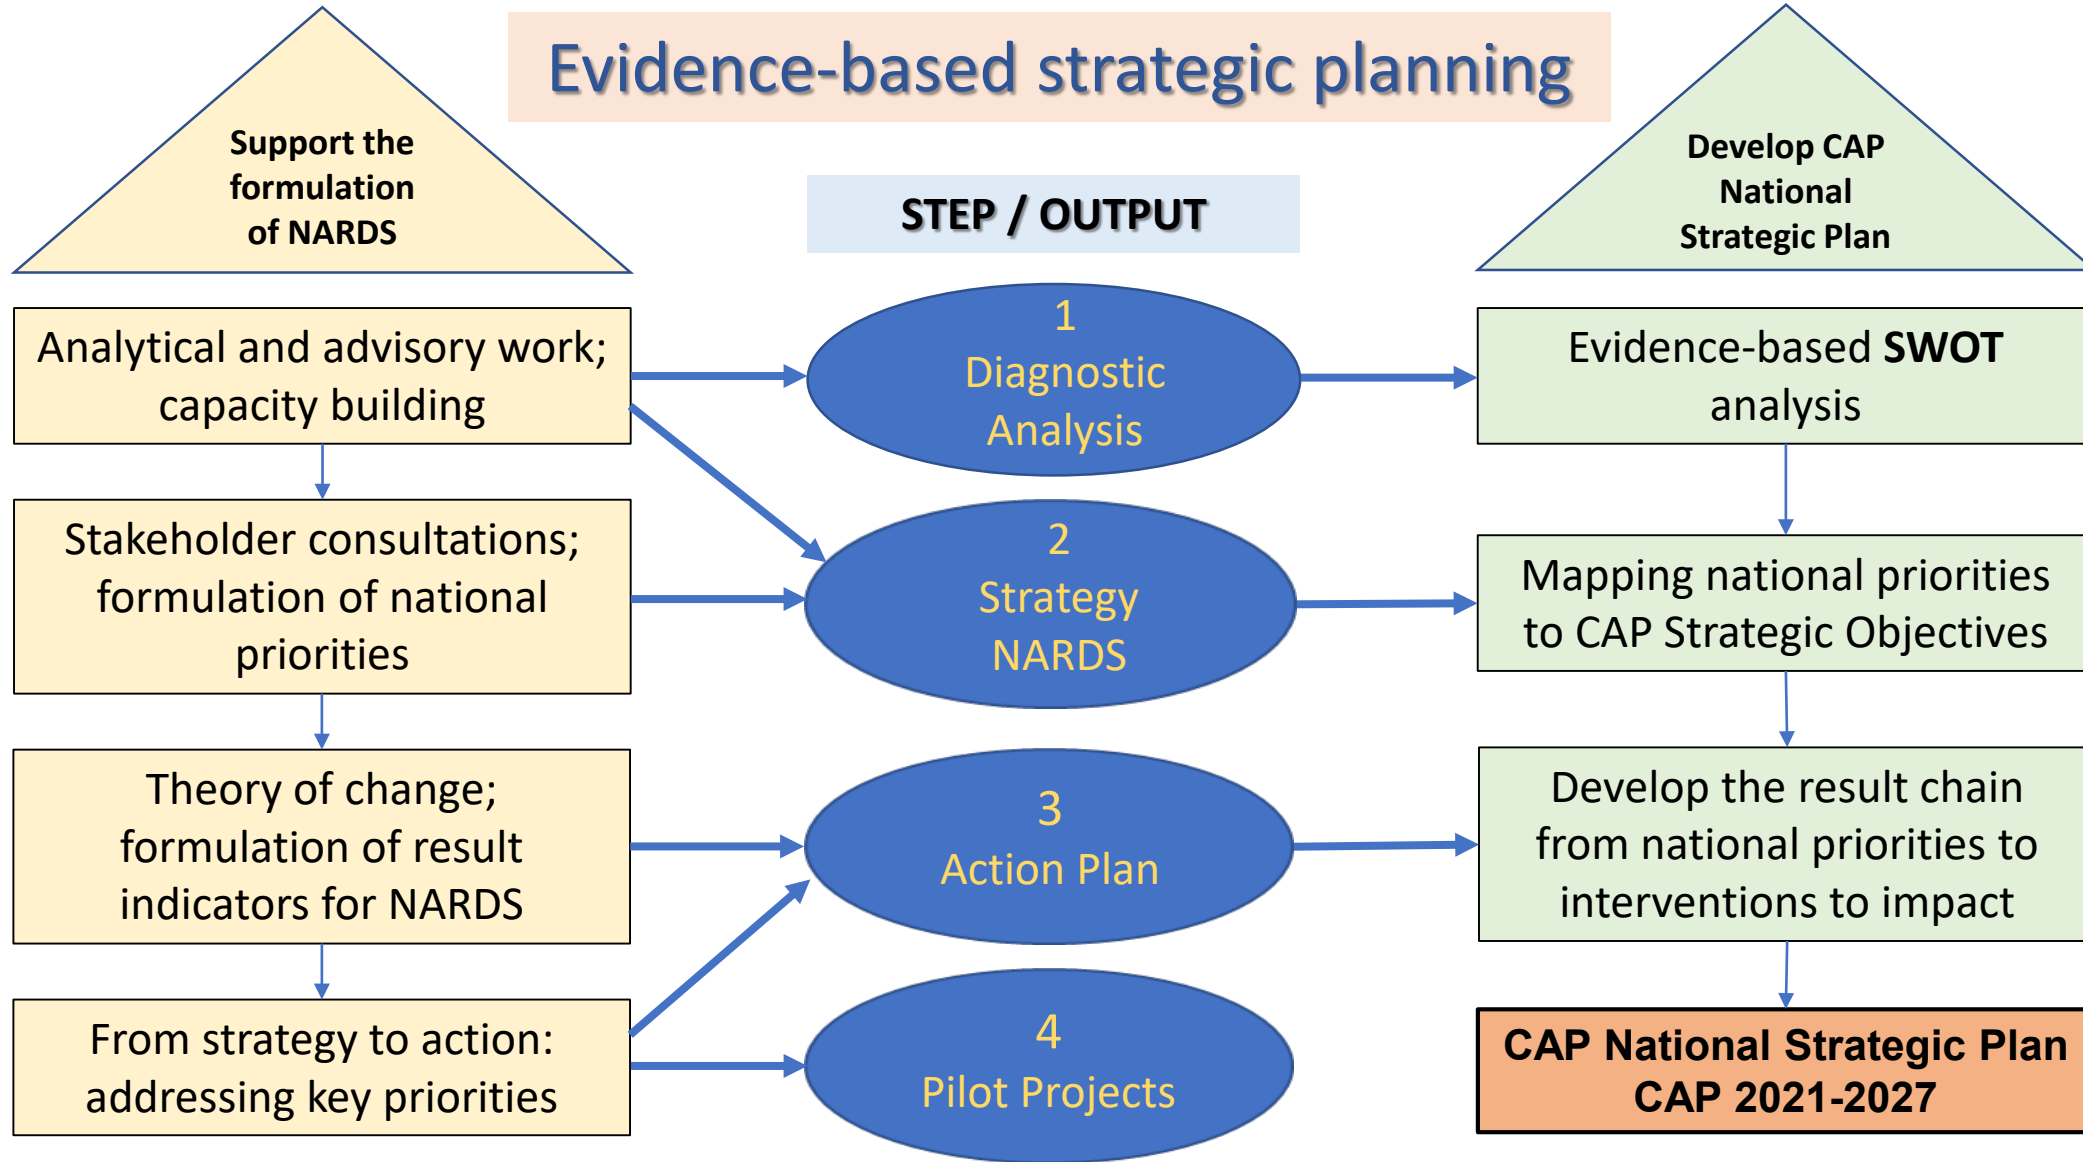 Evidence-based strategic planning
Support the
formulation
of NARDS
STEP / OUTPUT
Develop CAP
National
Strategic Plan
Analytical and advisory work;
capacity building
1
Diagnostic
Analysis
Evidence-based SWOT
analysis
Stakeholder consultations;
formulation of national
priorities
2
Strategy
NARDS
Mapping national priorities
to CAP Strategic Objectives
Theory of change;
formulation of result
indicators for NARDS
3
Action Plan
Develop the result chain
from national priorities to
interventions to impact
From strategy to action:
addressing key priorities
4
Pilot Projects
CAP National Strategic Plan
CAP 2021-2027